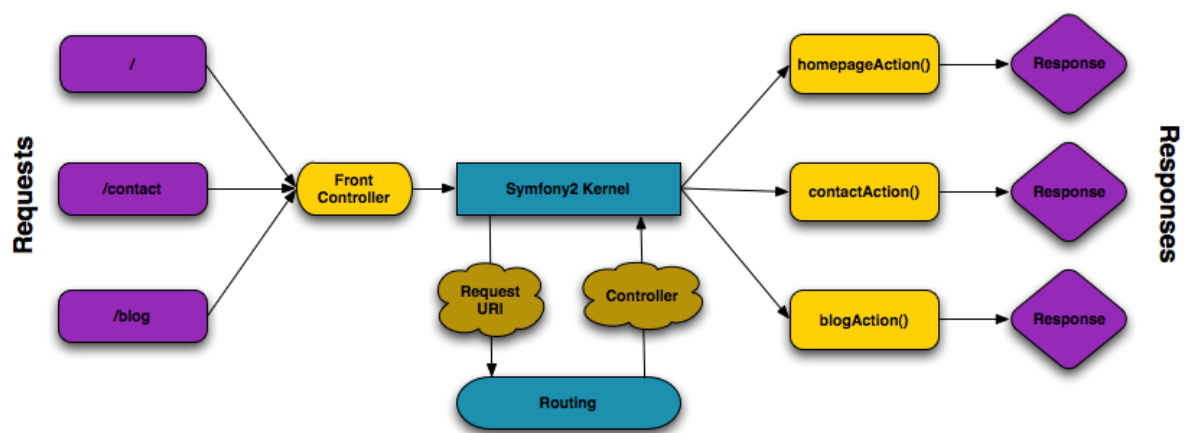 Requests
/
/contact
/blog
Front
Controller
Symfony2 Kernel
Request
URI
Controller
Routing
homepageAction()
Response
contactAction()
Response
blogAction()
Response
Responses